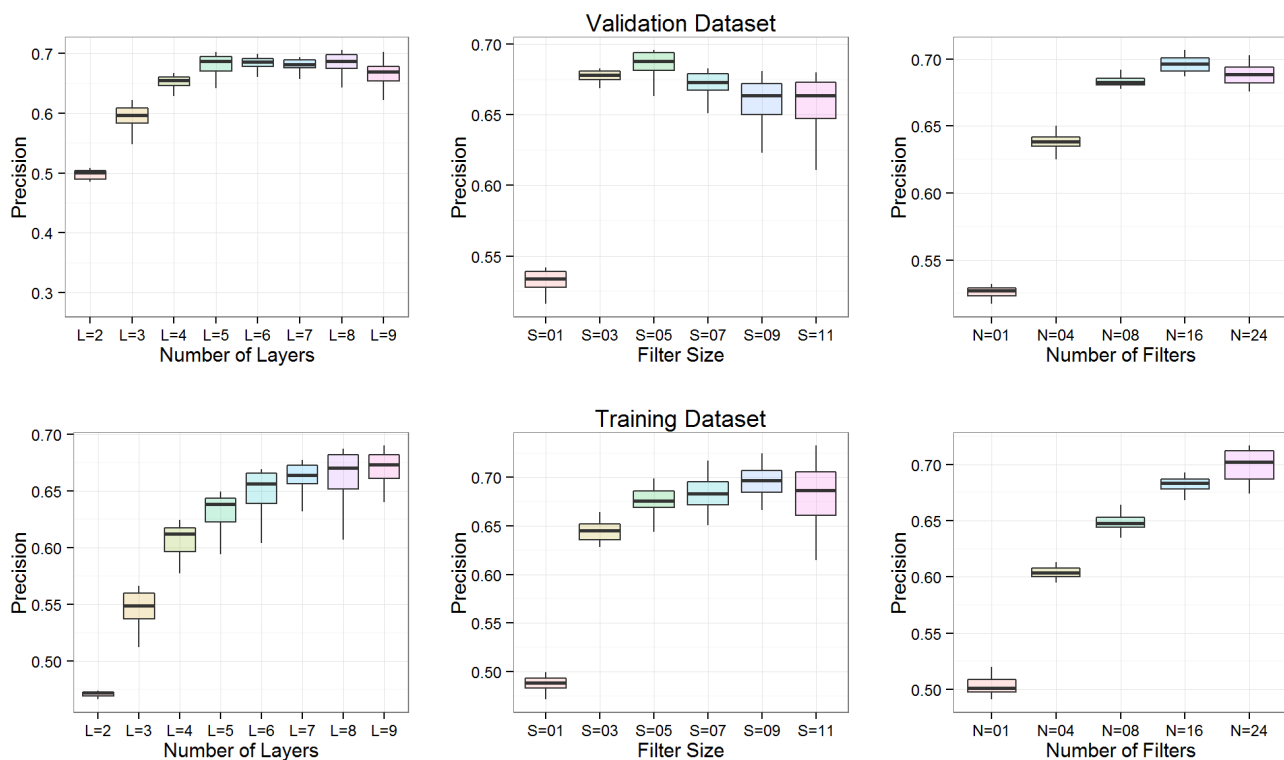 Validation Dataset
Precision
0.7
0.6
0.5
0.4
0.3
L=2 L=3 L=4 L=5 L=6 L=7 L=8 L=9
Number of Layers
Precision
0.70
0.65
0.60
0.55
S=01 S=03 S=05 S=07 S=09 S=11
Filter Size
Precision
0.70
0.65
0.60
0.55
N=01 N=04 N=08 N=16 N=24
Number of Filters
Training Dataset
Precision
0.70
0.65
0.60
0.55
0.50
L=2 L=3 L=4 L=5 L=6 L=7 L=8 L=9
Number of Layers
Precision
0.70
0.65
0.60
0.55
0.50
S=01 S=03 S=05 S=07 S=09 S=11
Filter Size
Precision
0.70
0.65
0.60
0.55
0.50
N=01 N=04 N=08 N=16 N=24
Number of Filters